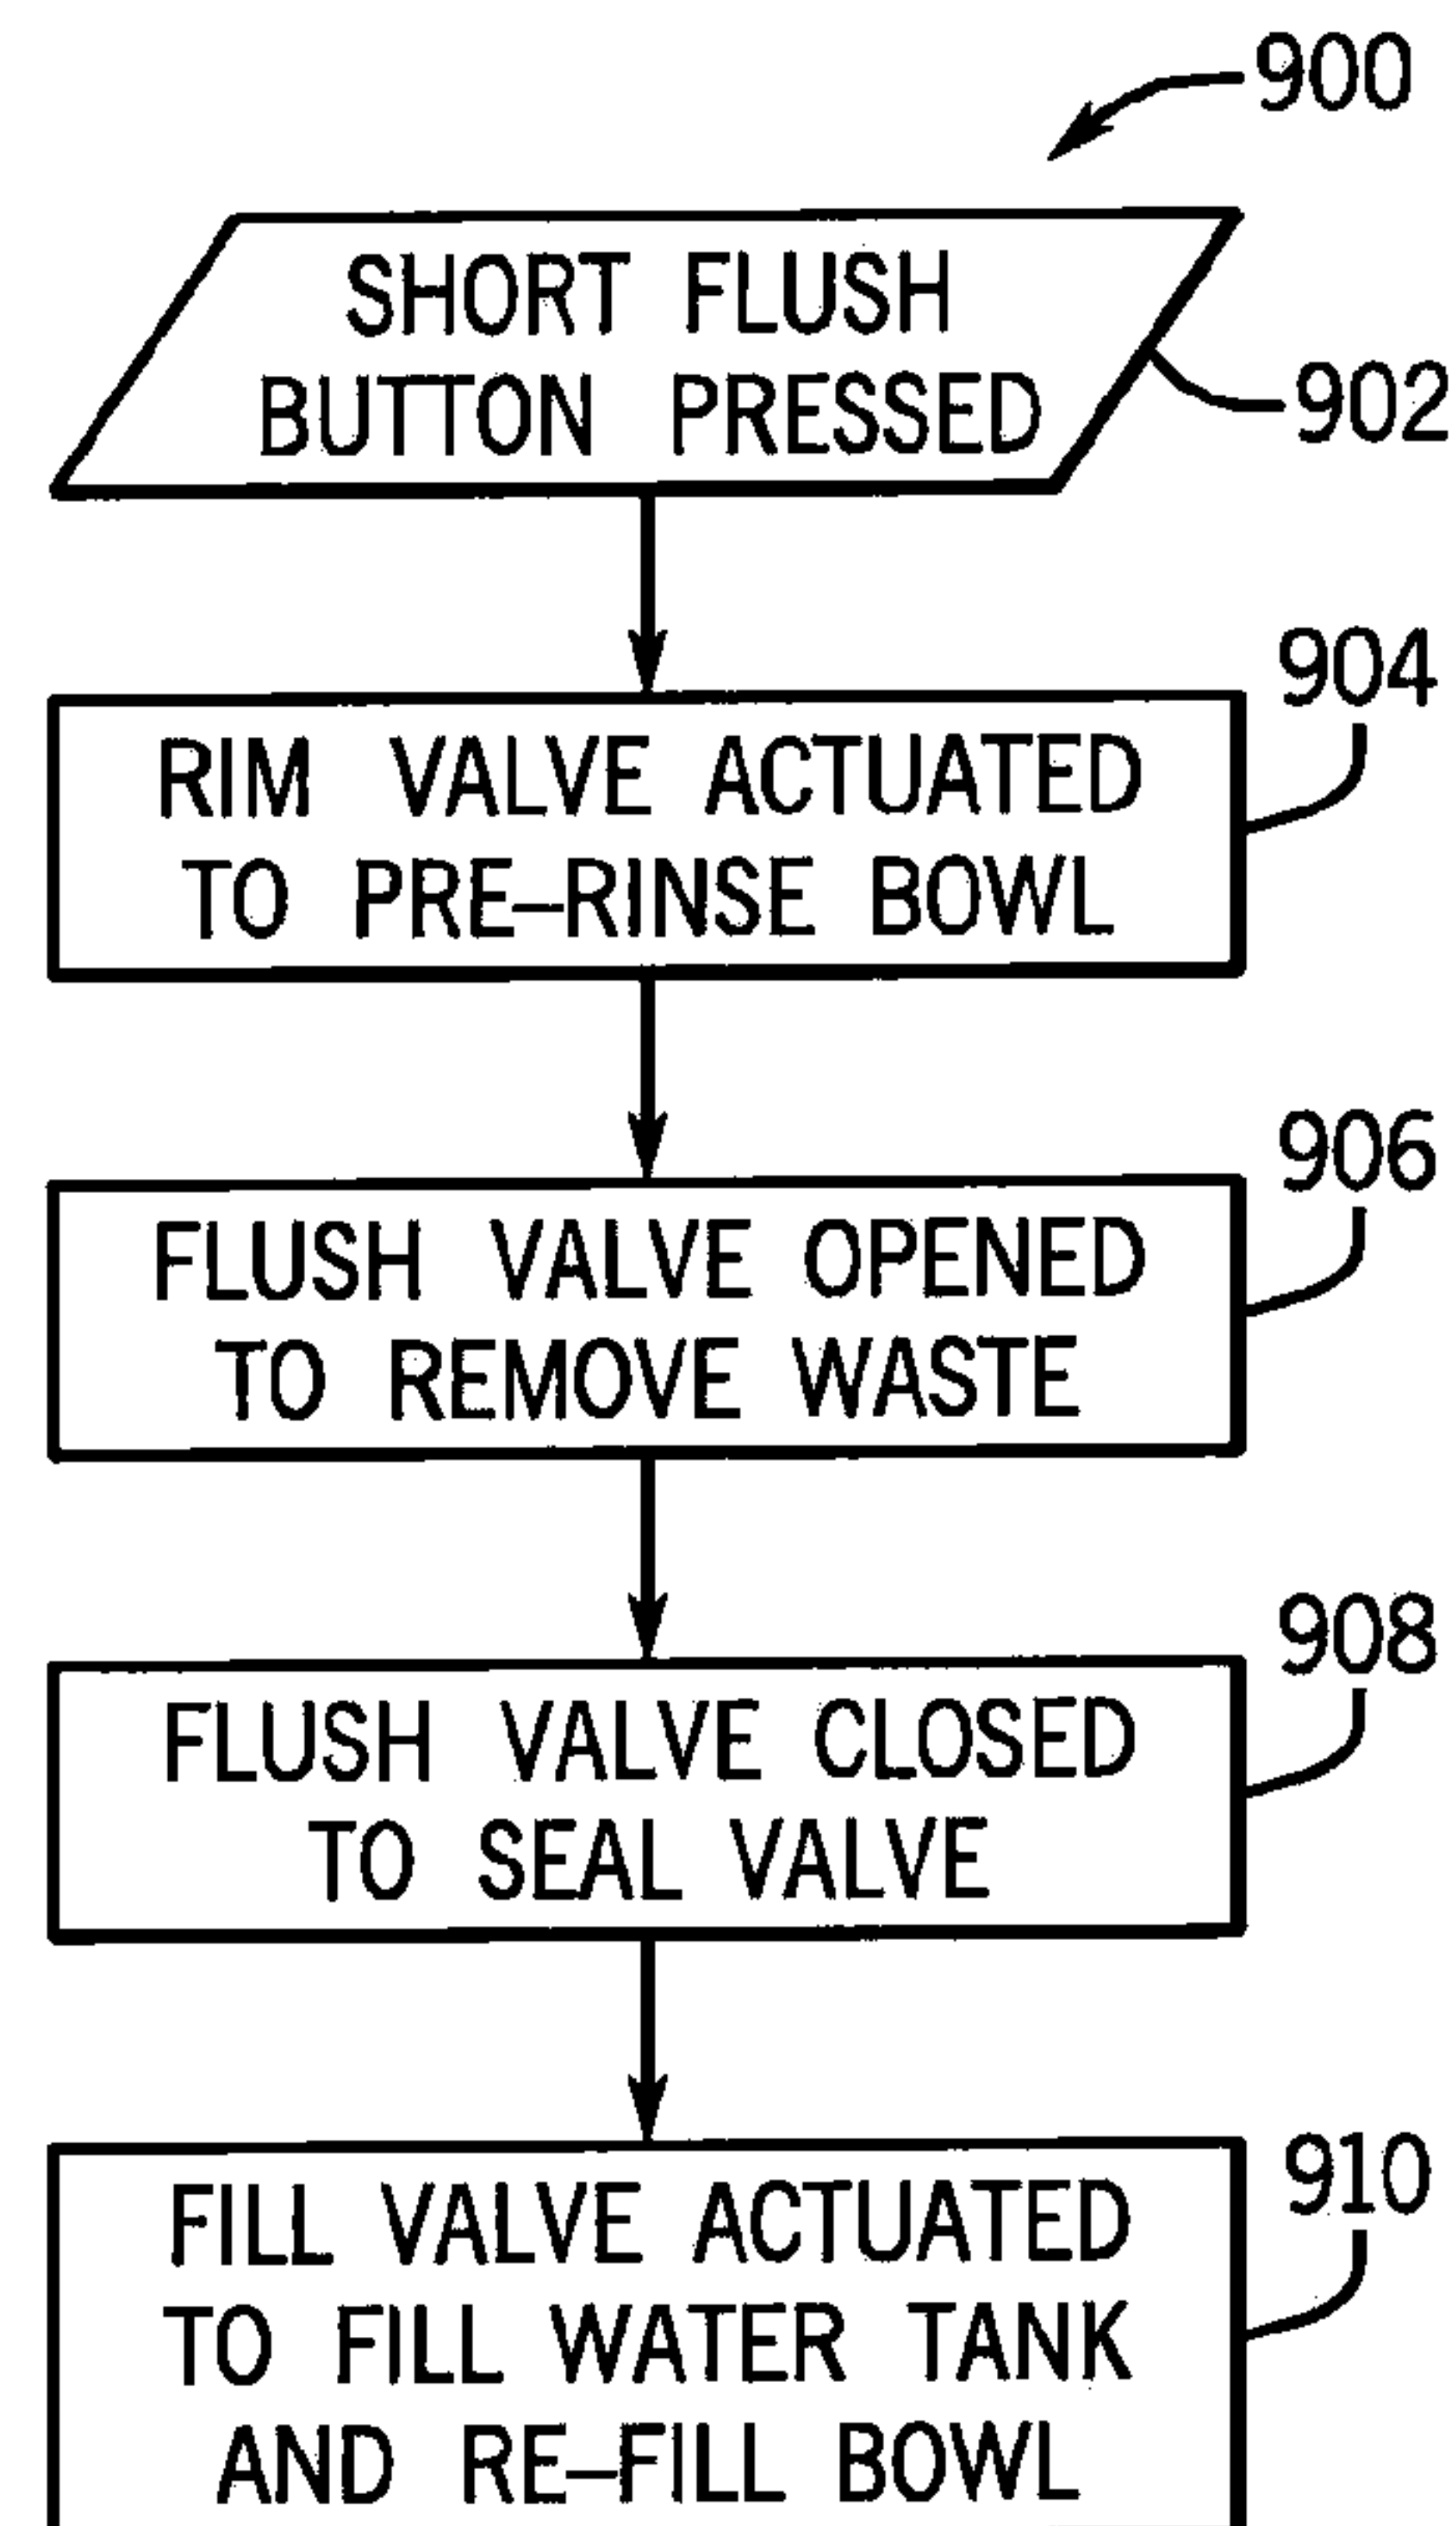 900
SHORT FLUSH
BUTTON PRESSED
902
904
RIM VALVE ACTUATED
TO PRE–RINSE BOWL
906
FLUSH VALVE OPENED
TO REMOVE WASTE
908
FLUSH VALVE CLOSED
TO SEAL VALVE
910
FILL VALVE ACTUATED
TO FILL WATER TANK
AND RE–FILL BOWL